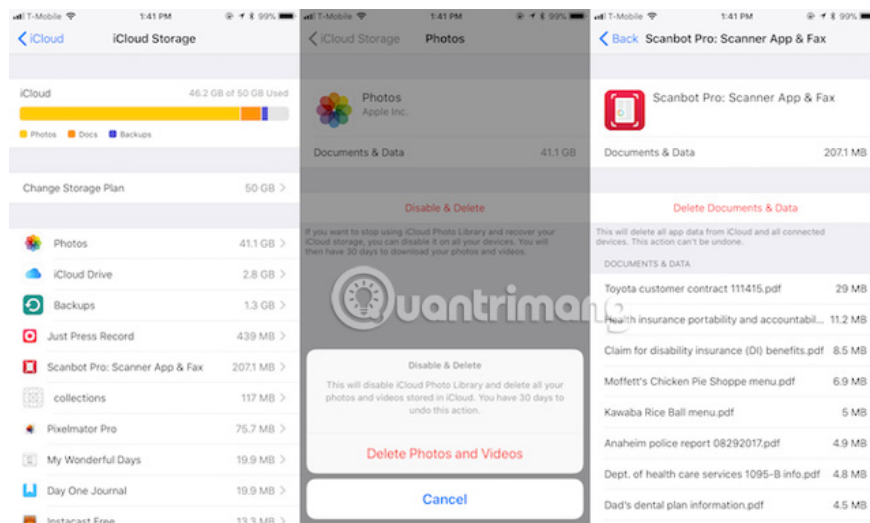 T-Mobile 1:41 PM 99%
iCloud iCloud Storage
iCloud 46.2 GB of 50 GB Used
Photos Docs Backups
Change Storage Plan 50 GB
Photos 41.1 GB
iCloud Drive 2.8 GB
Backups 1.3 GB
Just Press Record 439 MB
Scanbot Pro: Scanner App & Fax 207.1 MB
collections 117 MB
Pixelmator Pro 75.7 MB
My Wonderful Days 19.9 MB
Day One Journal 19.9 MB
Instacast Free 13.3 MB
T-Mobile 1:41 PM 99%
iCloud Storage Photos
Photos
Apple Inc.
Documents & Data 41.1 GB
Disable & Delete
If you want to stop using iCloud Photo Library and recover your
iCloud storage, you can disable it on all your devices. You will
then have 30 days to download your photos and videos.
Quantrimang
Disable & Delete
This will disable iCloud Photo Library and delete all your
photos and videos stored in iCloud. You have 30 days to
undo this action.
Delete Photos and Videos
Cancel
T-Mobile 1:41 PM 99%
Back Scanbot Pro: Scanner App & Fax
Scanbot Pro: Scanner App & Fax
Documents & Data 207.1 MB
Delete Documents & Data
This will delete all app data from iCloud and all connected
devices. This action can't be undone.
DOCUMENTS & DATA
Toyota customer contract 111415.pdf 29 MB
Health insurance portability and accountabil... 11.2 MB
Claim for disability insurance (DI) benefits.pdf 8.5 MB
Moffett's Chicken Pie Shoppe menu.pdf 6.9 MB
Kawaba Rice Ball menu.pdf 5 MB
Anaheim police report 08292017.pdf 4.9 MB
Dept. of health care services 1095-B info.pdf 4.8 MB
Dad's dental plan information.pdf 4.5 MB